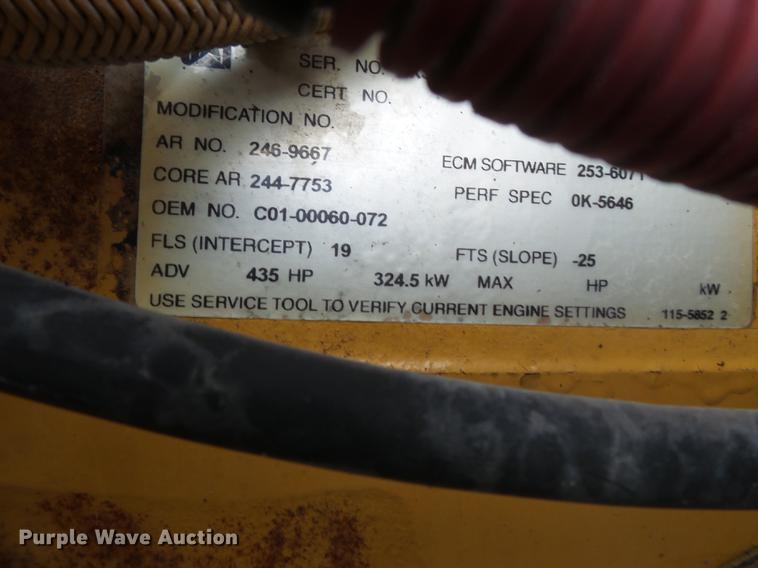 SER. NO.
CERT NO.
MODIFICATION NO.
AR NO. 246-9667
ECM SOFTWARE 253-6071
CORE AR 244-7753
PERF SPEC 0K-5646
OEM NO. C01-00060-072
FLS (INTERCEPT) 19 FTS (SLOPE) -25
ADV 435 HP 324.5 kW MAX HP kW
USE SERVICE TOOL TO VERIFY CURRENT ENGINE SETTINGS 115-5852 2
Purple Wave Auction